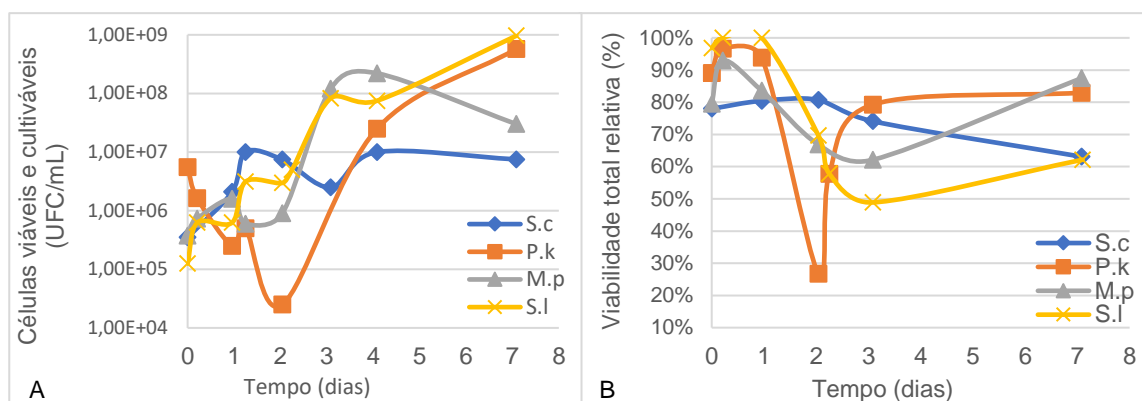 Células viáveis e cultiváveis
(UFC/mL)
1,00E+09
1,00E+08
1,00E+07
1,00E+06
1,00E+05
1,00E+04
0 1 2 3 4 5 6 7 8
Tempo (dias)
S.c
P.k
M.p
S.l
A
Viabilidade total relativa (%)
100%
90%
80%
70%
60%
50%
40%
30%
20%
10%
0 1 2 3 4 5 6 7 8
Tempo (dias)
S.c
P.k
M.p
S.l
B